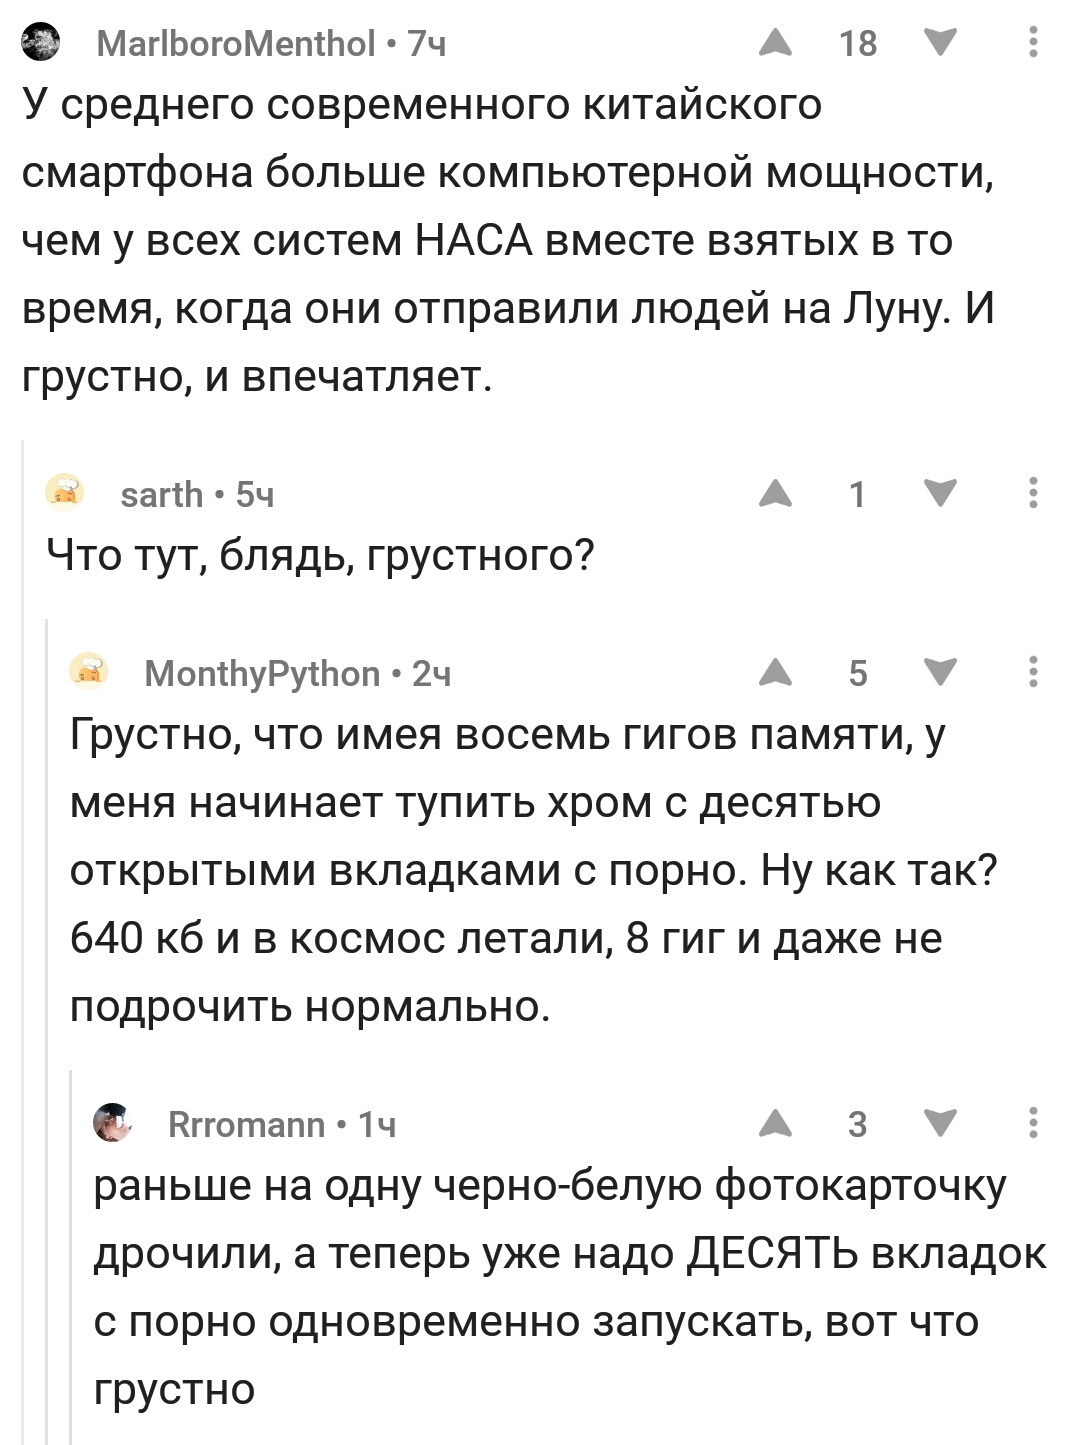 MarlboroMenthol • 7ч 18
У среднего современного китайского
смартфона больше компьютерной мощности,
чем у всех систем НАСА вместе взятых в то
время, когда они отправили людей на Луну. И
грустно, и впечатляет.
sarth • 5ч 1
Что тут, блядь, грустного?
MonthyPython • 2ч 5
Грустно, что имея восемь гигов памяти, у
меня начинает тупить хром с десятью
открытыми вкладками с порно. Ну как так?
640 кб и в космос летали, 8 гиг и даже не
подрочить нормально.
Rrromann • 1ч 3
раньше на одну черно-белую фотокарточку
дрочили, а теперь уже надо ДЕСЯТЬ вкладок
с порно одновременно запускать, вот что
грустно